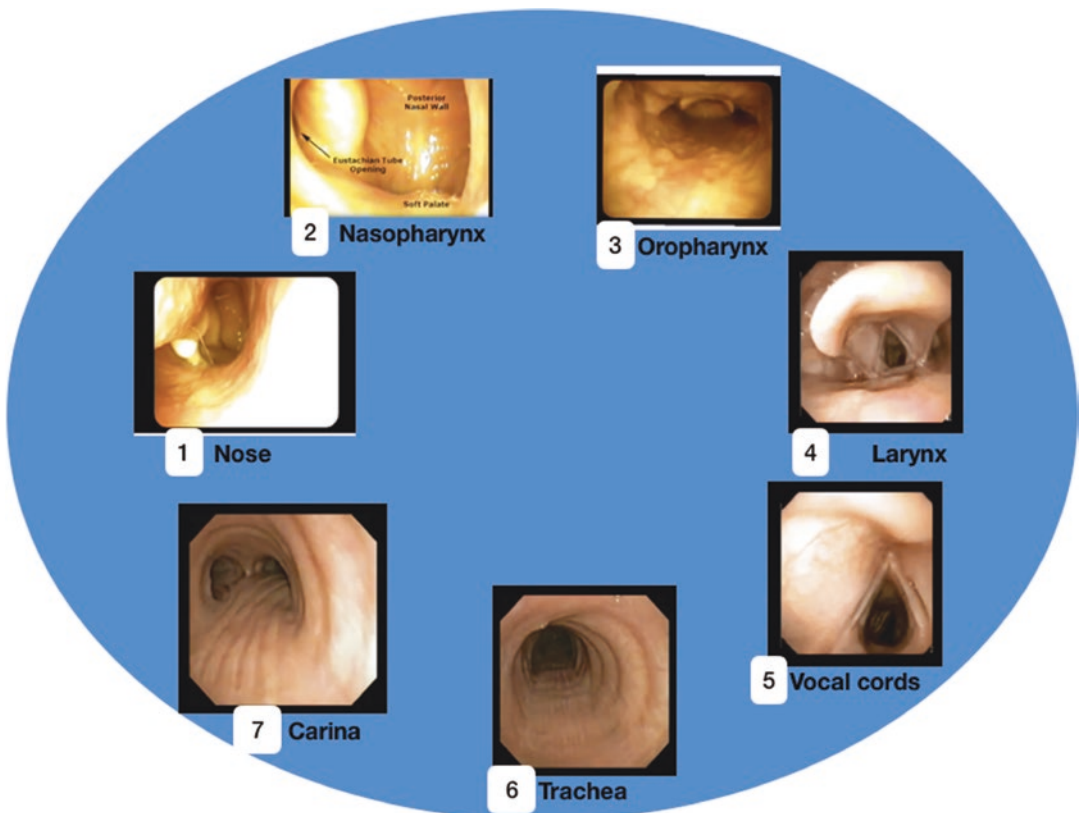 Posterior
Nasal Wall
Eustachian Tube
Opening
Soft Palate
2 Nasopharynx
3 Oropharynx
1 Nose
4 Larynx
5 Vocal cords
7 Carina
6 Trachea